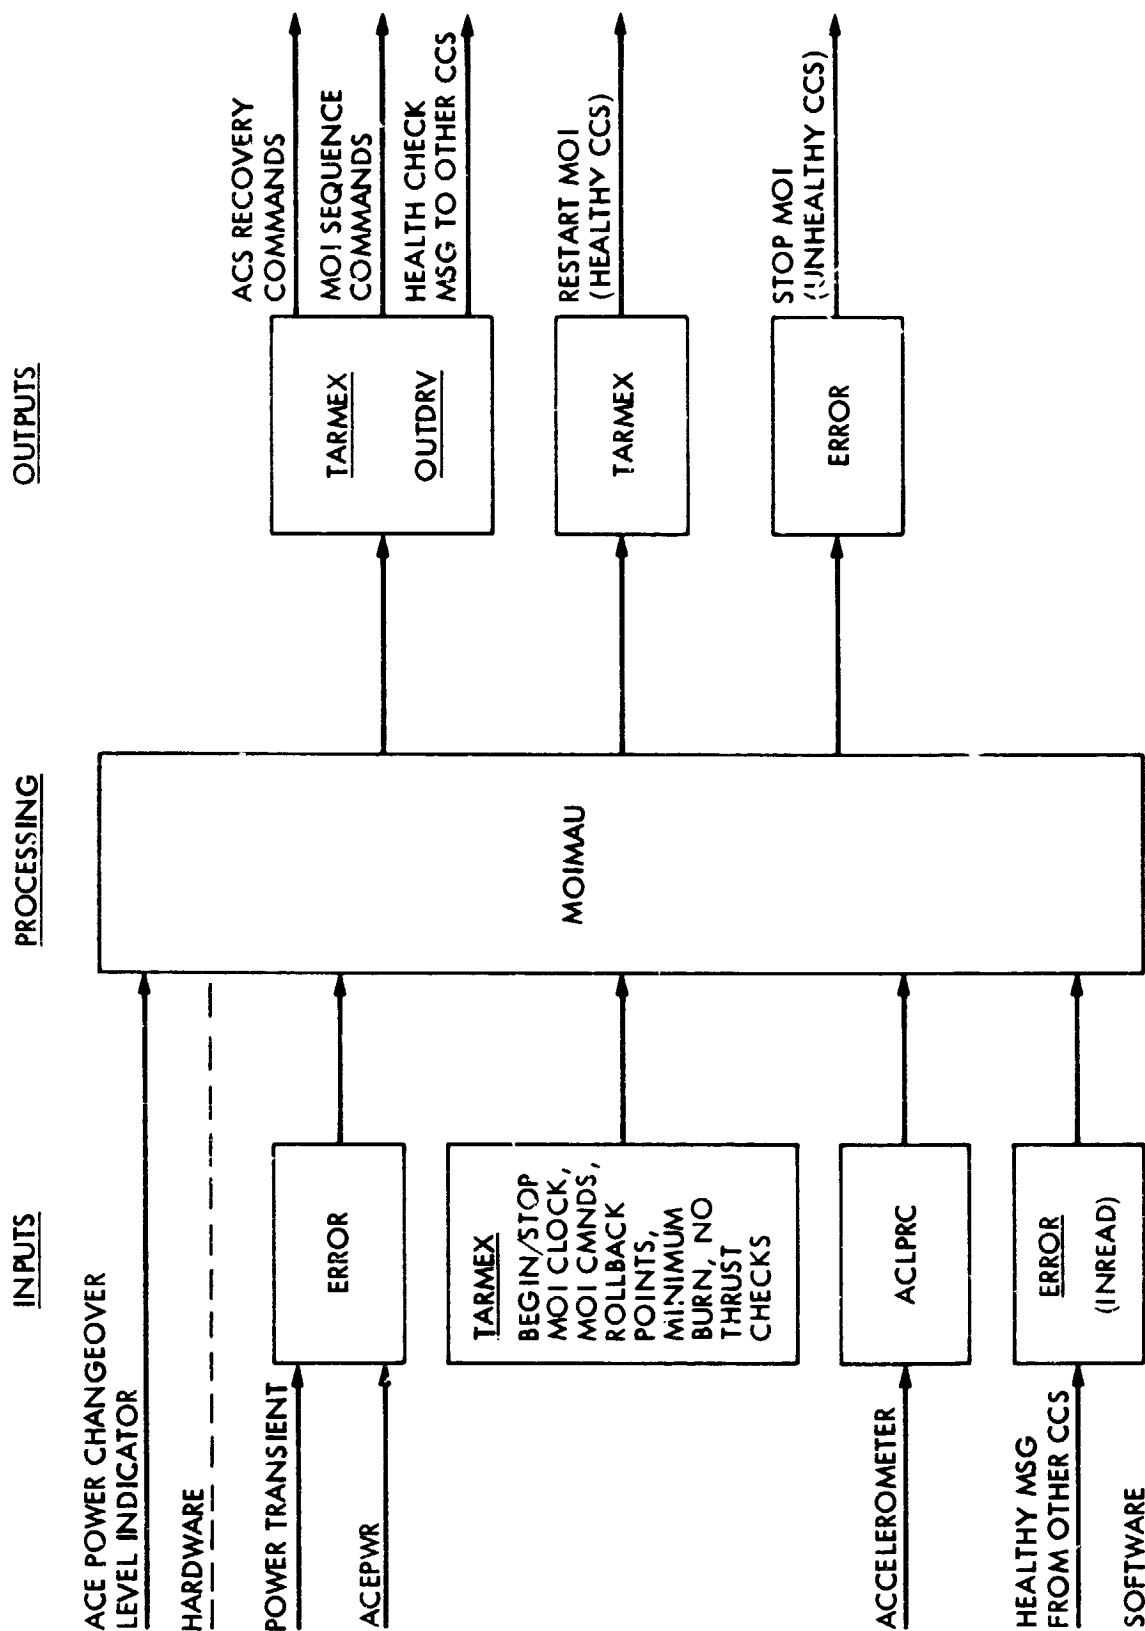 INPUTS
PROCESSING
OUTPUTS
ACE POWER CHANGEOVER
LEVEL INDICATOR
HARDWARE
POWER TRANSIENT
ACEPWR
ERROR
TARMEX
BEGIN/STOP
MOI CLOCK,
MOI CMNDS,
ROLLBACK
POINTS,
MINIMUM
BURN, NO
THRUST
CHECKS
ACCELEROMETER
ACLPRC
HEALTHY MSG
FROM OTHER CCS
ERROR
(INREAD)
SOFTWARE
MOIMAU
TARMEX
OUTDRV
ACS RECOVERY
COMMANDS
MOI SEQUENCE
COMMANDS
HEALTH CHECK
MSG TO OTHER CCS
TARMEX
RESTART MOI
(HEALTHY CCS)
ERROR
STOP MOI
(UNHEALTHY CCS)